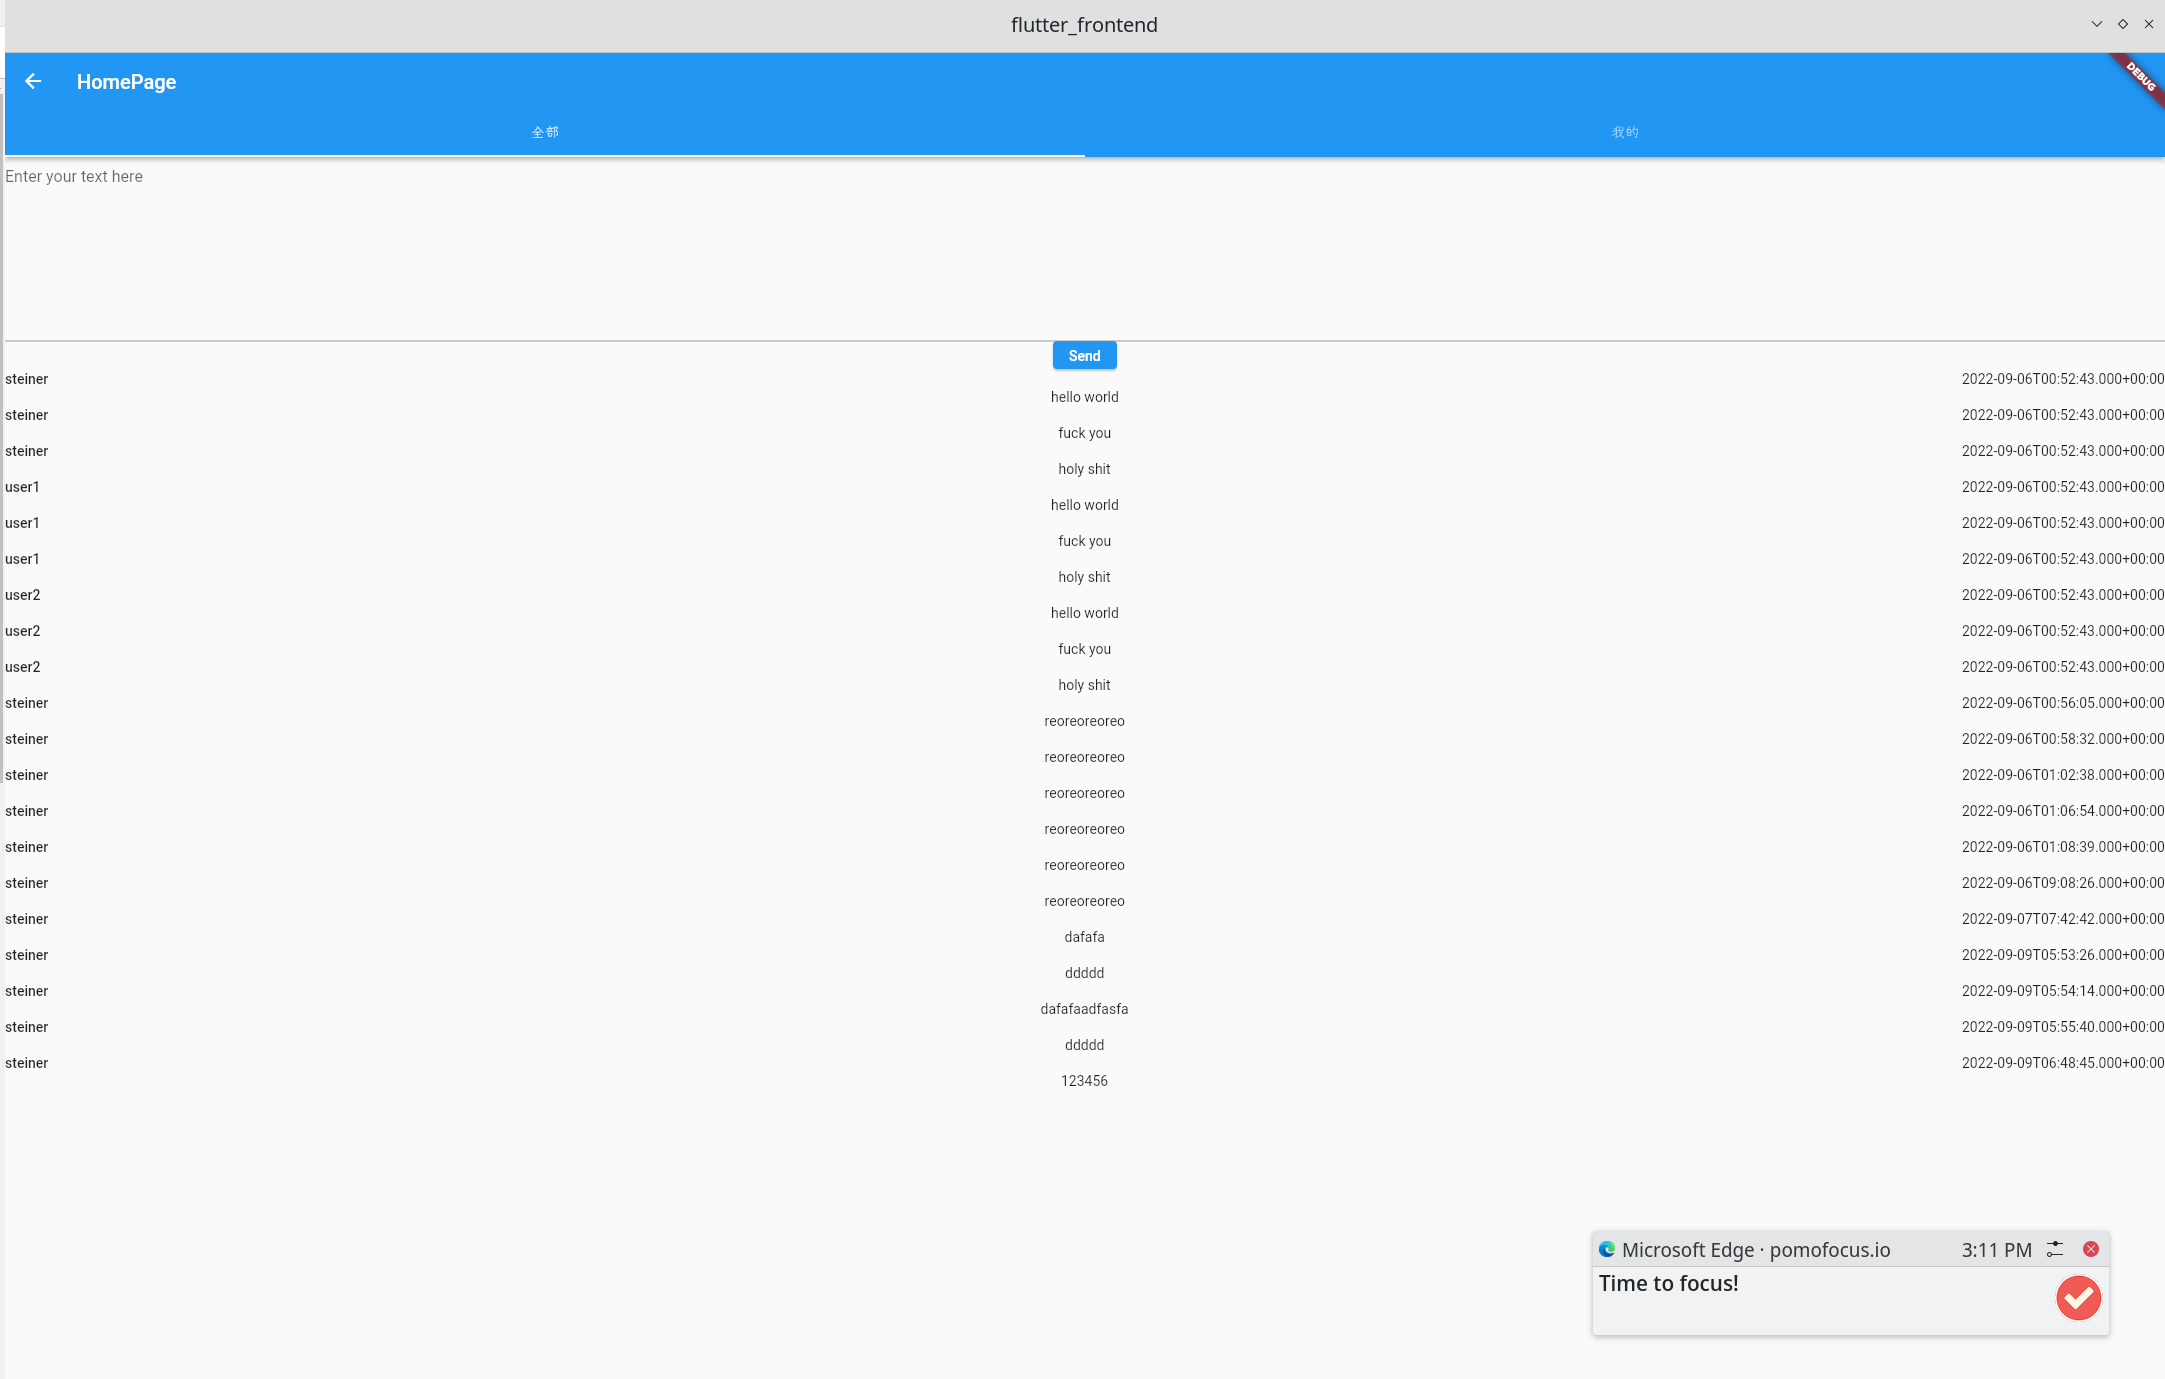 flutter_frontend
HomePage
DEBUG
全部 我的
Enter your text here
Send
steiner 2022-09-06T00:52:43.000+00:00
hello world
steiner 2022-09-06T00:52:43.000+00:00
fuck you
steiner 2022-09-06T00:52:43.000+00:00
holy shit
user1 2022-09-06T00:52:43.000+00:00
hello world
user1 2022-09-06T00:52:43.000+00:00
fuck you
user1 2022-09-06T00:52:43.000+00:00
holy shit
user2 2022-09-06T00:52:43.000+00:00
hello world
user2 2022-09-06T00:52:43.000+00:00
fuck you
user2 2022-09-06T00:52:43.000+00:00
holy shit
steiner 2022-09-06T00:56:05.000+00:00
reoreoreoreo
steiner 2022-09-06T00:58:32.000+00:00
reoreoreoreo
steiner 2022-09-06T01:02:38.000+00:00
reoreoreoreo
steiner 2022-09-06T01:06:54.000+00:00
reoreoreoreo
steiner 2022-09-06T01:08:39.000+00:00
reoreoreoreo
steiner 2022-09-06T09:08:26.000+00:00
reoreoreoreo
steiner 2022-09-07T07:42:42.000+00:00
dafafa
steiner 2022-09-09T05:53:26.000+00:00
ddddd
steiner 2022-09-09T05:54:14.000+00:00
dafafaadfasfa
steiner 2022-09-09T05:55:40.000+00:00
ddddd
steiner 2022-09-09T06:48:45.000+00:00
123456
Microsoft Edge · pomofocus.io 3:11 PM
Time to focus!